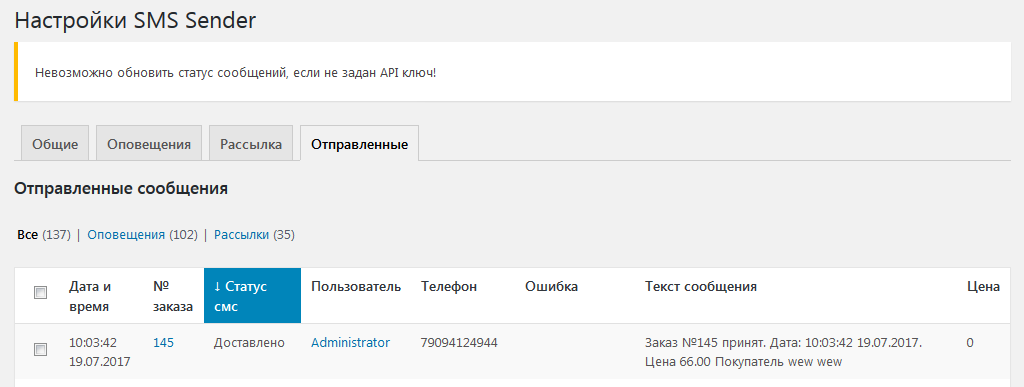 Настройки SMS Sender
Невозможно обновить статус сообщений, если не задан API ключ!
Общие Оповещения Рассылка Отправленные
Отправленные сообщения
Все (137) | Оповещения (102) | Рассылки (35)
Дата и время № заказа ↓ Статус смс Пользователь Телефон Ошибка Текст сообщения Цена
10:03:42 145 Доставлено Administrator 79094124944 Заказ №145 принят. Дата: 10:03:42 19.07.2017. 0
19.07.2017 Цена 66.00 Покупатель wew wew